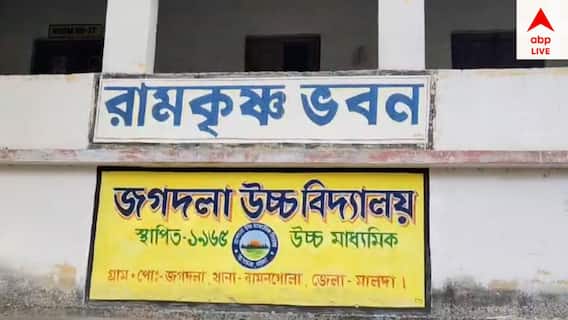 abp
LIVE
রামকৃষ্ণ ভবন
জগদলা উচ্চ বিদ্যালয়
স্থাপিত-১৯৬৫ উচ্চ মাধ্যমিক
গ্রাম+পোঃ-জগদলা, থানা-বামনগোলা, জেলা-মালদা।